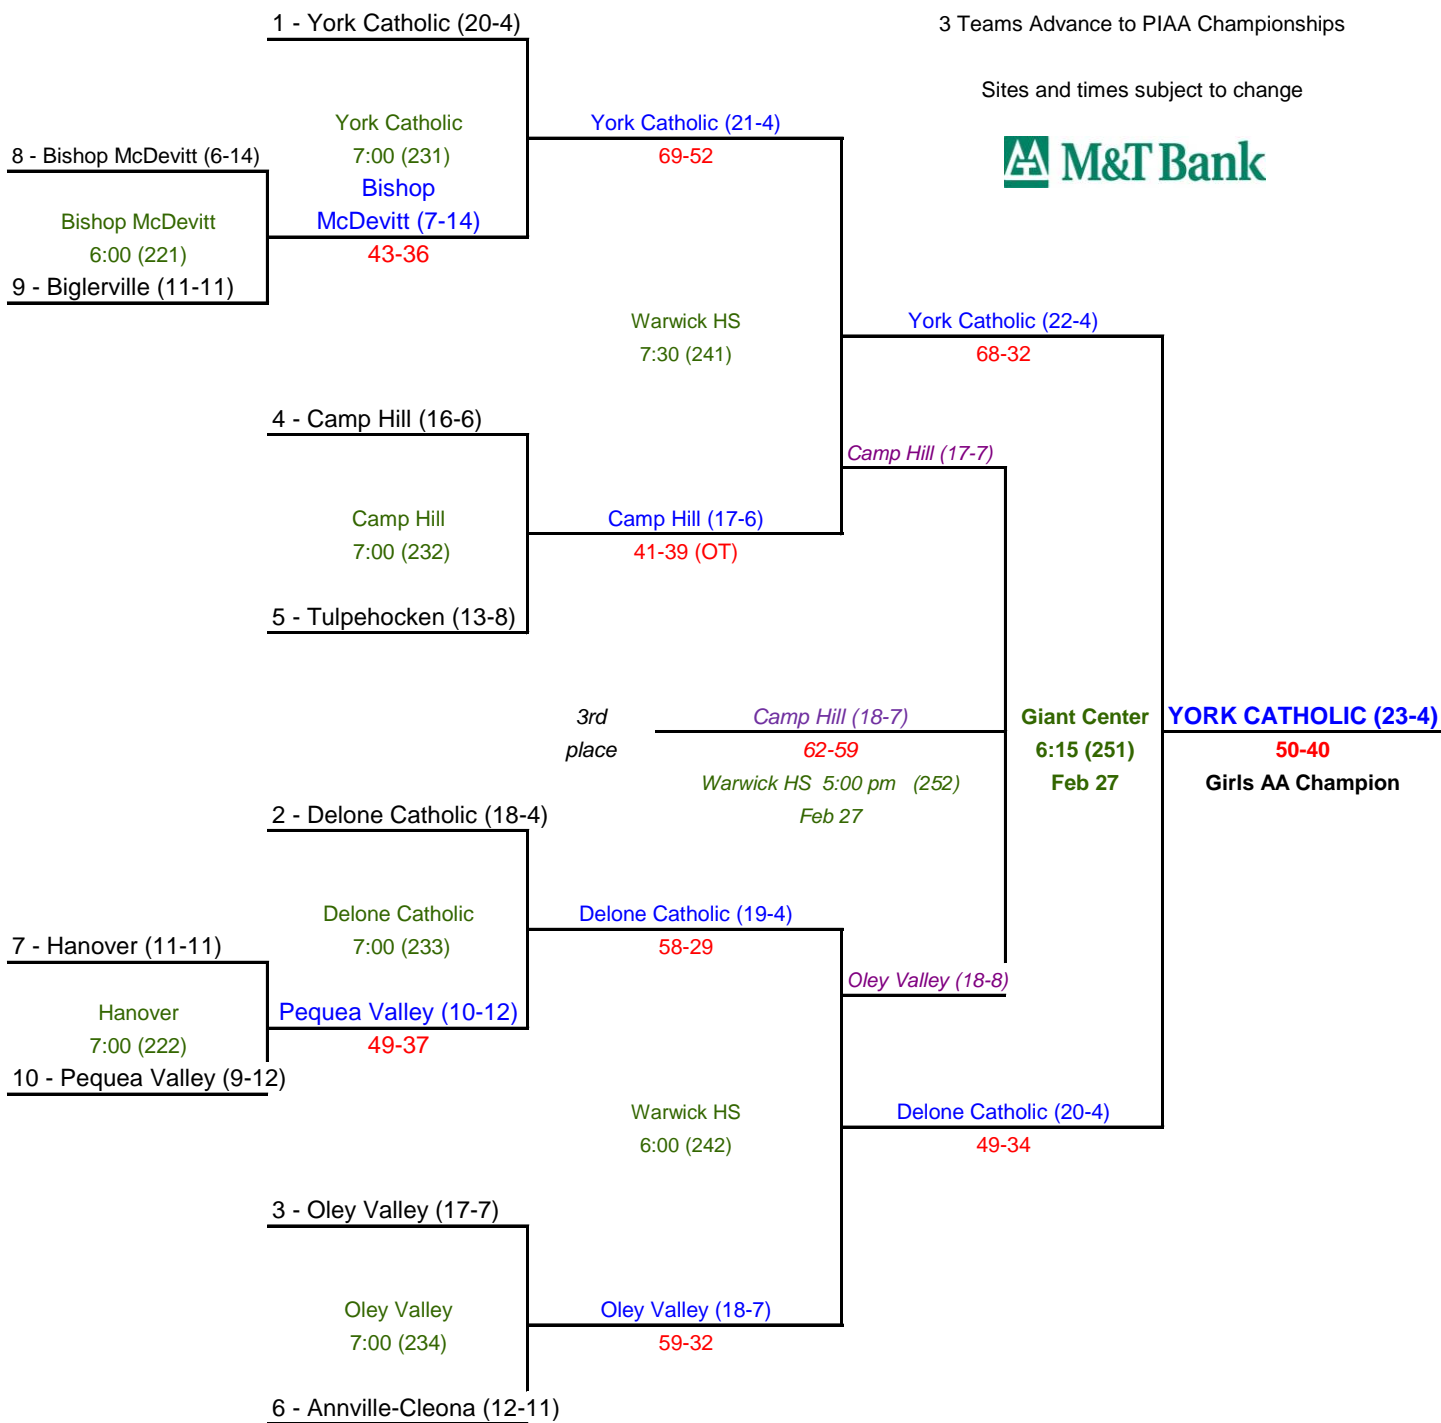 1 - York Catholic (20-4)
3 Teams Advance to PIAA Championships
Sites and times subject to change
M&T Bank
York Catholic
7:00 (231)
York Catholic (21-4)
69-52
8 - Bishop McDevitt (6-14)
Bishop
McDevitt (7-14)
43-36
Bishop McDevitt
6:00 (221)
9 - Biglerville (11-11)
Warwick HS
7:30 (241)
York Catholic (22-4)
68-32
4 - Camp Hill (16-6)
Camp Hill (17-7)
Camp Hill
7:00 (232)
Camp Hill (17-6)
41-39 (OT)
5 - Tulpehocken (13-8)
3rd
place
Camp Hill (18-7)
62-59
Warwick HS 5:00 pm (252)
Feb 27
Giant Center
6:15 (251)
Feb 27
YORK CATHOLIC (23-4)
50-40
Girls AA Champion
2 - Delone Catholic (18-4)
Delone Catholic
7:00 (233)
Delone Catholic (19-4)
58-29
7 - Hanover (11-11)
Oley Valley (18-8)
Hanover
7:00 (222)
Pequea Valley (10-12)
49-37
10 - Pequea Valley (9-12)
Warwick HS
6:00 (242)
Delone Catholic (20-4)
49-34
3 - Oley Valley (17-7)
Oley Valley
7:00 (234)
Oley Valley (18-7)
59-32
6 - Annville-Cleona (12-11)